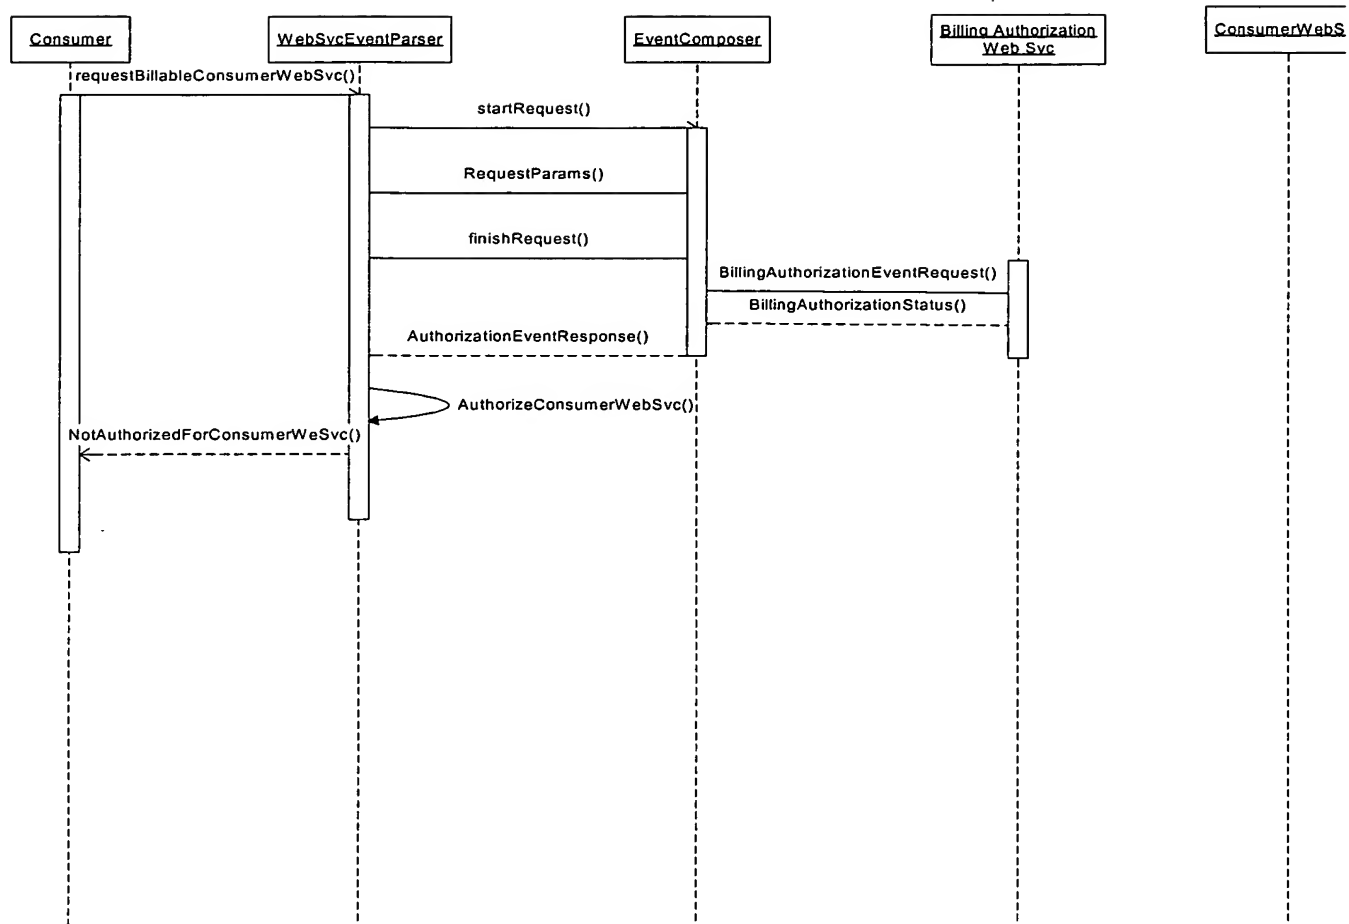 Consumer
WebSvcEventParser
EventComposer
Billing Authorization
Web Svc
ConsumerWebS
requestBillableConsumerWebSvc()
startRequest()
RequestParams()
finishRequest()
BillingAuthorizationEventRequest()
BillingAuthorizationStatus()
AuthorizationEventResponse()
AuthorizeConsumerWebSvc()
NotAuthorizedForConsumerWeSvc()